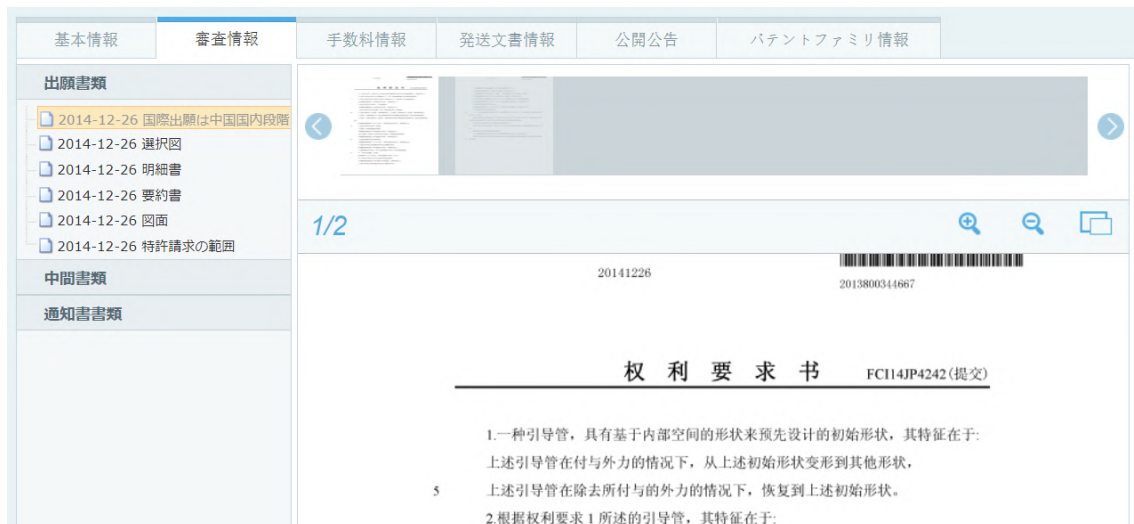 基本情報
審査情報
手数料情報
発送文書情報
公開公告
パテントファミリ情報
出願書類
2014-12-26 国際出願は中国国内段階
2014-12-26 選択図
2014-12-26 明細書
2014-12-26 要約書
2014-12-26 図面
2014-12-26 特許請求の範囲
中間書類
通知書書類
1/2
20141226
2013800344667
权利要求书 FCI14JP4242(提交)
1.一种引导管，具有基于内部空间的形状来预先设计的初始形状，其特征在于:
上述引导管在付与外力的情况下，从上述初始形状变形到其他形状，
5 上述引导管在除去所付与的外力的情况下，恢复到上述初始形状。
2.根据权利要求 1 所述的引导管，其特征在于: